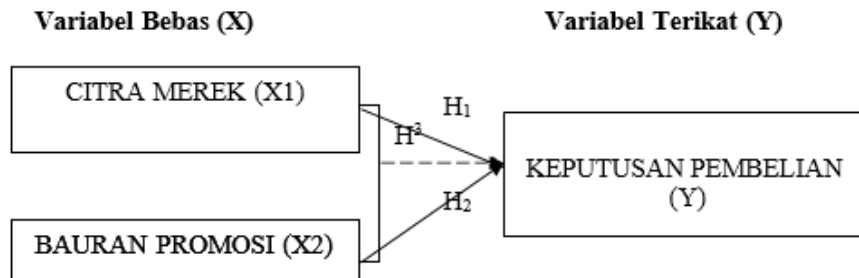 Variabel Bebas (X)
Variabel Terikat (Y)
CITRA MEREK (X1)
H₁
H³
KEPUTUSAN PEMBELIAN
(Y)
H₂
BAURAN PROMOSI (X2)